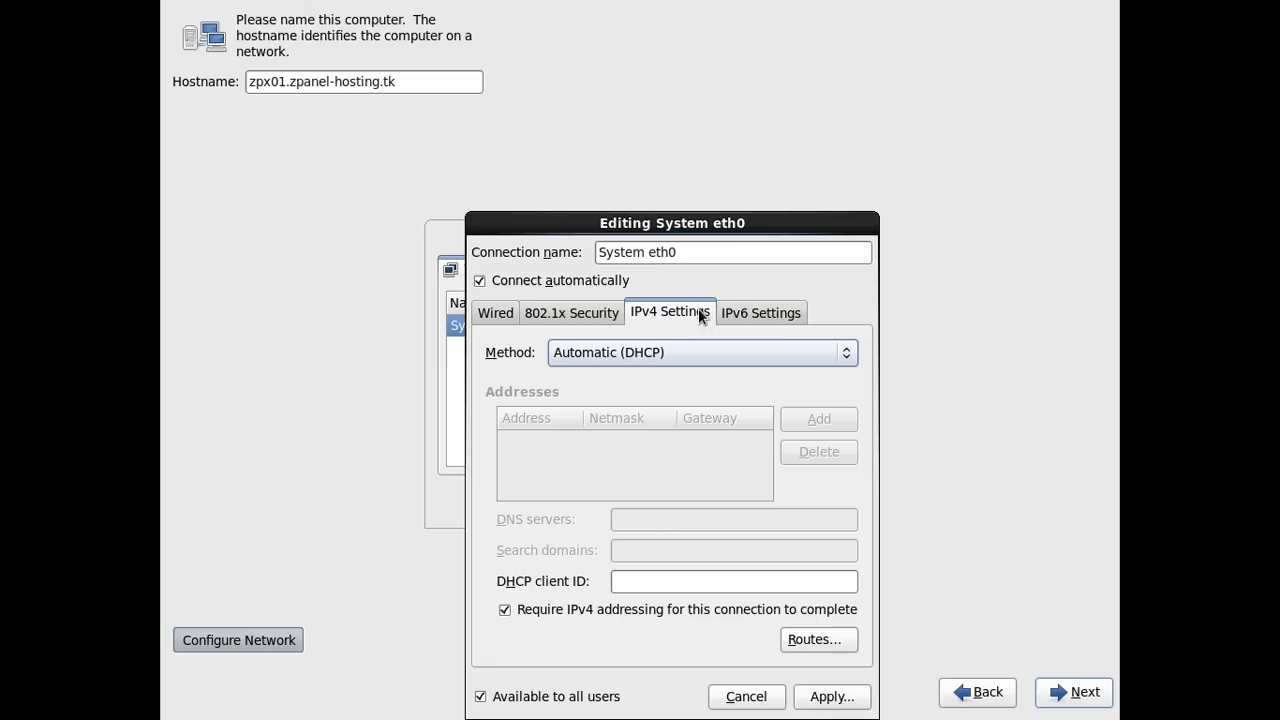 Please name this computer.  The
hostname identifies the computer on a
network.
Hostname: zpx01.zpanel-hosting.tk
Editing System eth0
Connection name: System eth0
Connect automatically
Wired 802.1x Security IPv4 Settings IPv6 Settings
Na
Sy
Method: Automatic (DHCP)
Addresses
Address Netmask Gateway Add
Delete
DNS servers:
Search domains:
DHCP client ID:
Require IPv4 addressing for this connection to complete
Configure Network Routes...
Available to all users Cancel Apply... Back Next